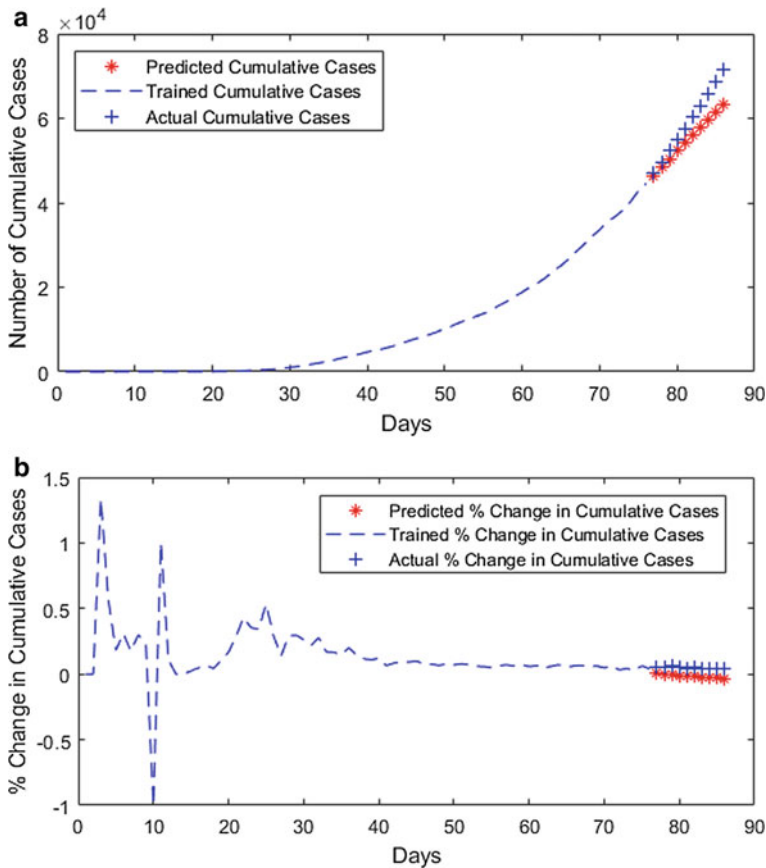 a
×10⁴
8
6
4
2
0
Number of Cumulative Cases
Predicted Cumulative Cases
Trained Cumulative Cases
Actual Cumulative Cases
0 10 20 30 40 50 60 70 80 90
Days
b
1.5
1
0.5
0
-0.5
-1
% Change in Cumulative Cases
Predicted % Change in Cumulative Cases
Trained % Change in Cumulative Cases
Actual % Change in Cumulative Cases
0 10 20 30 40 50 60 70 80 90
Days